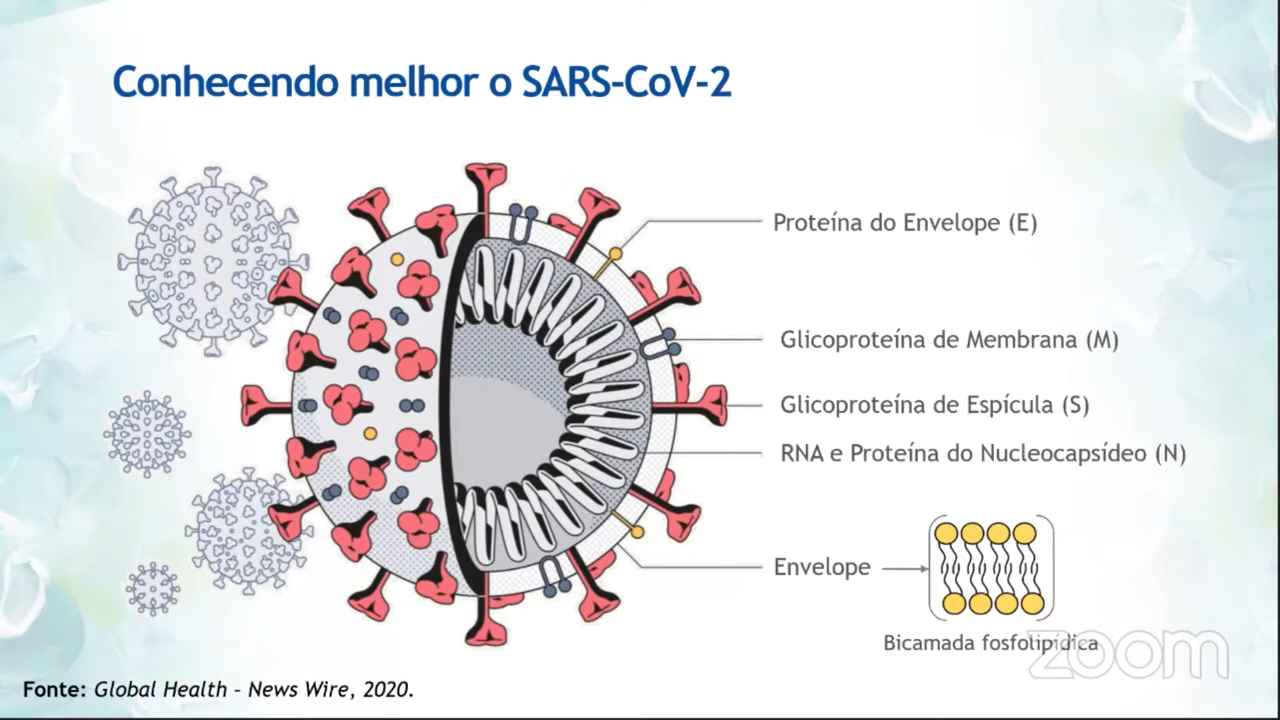 Conhecendo melhor o SARS-CoV-2
Proteína do Envelope (E)
Glicoproteína de Membrana (M)
Glicoproteína de Espícula (S)
RNA e Proteína do Nucleocapsídeo (N)
Envelope
Bicamada fosfolipídica
zoom
Fonte: Global Health – News Wire, 2020.